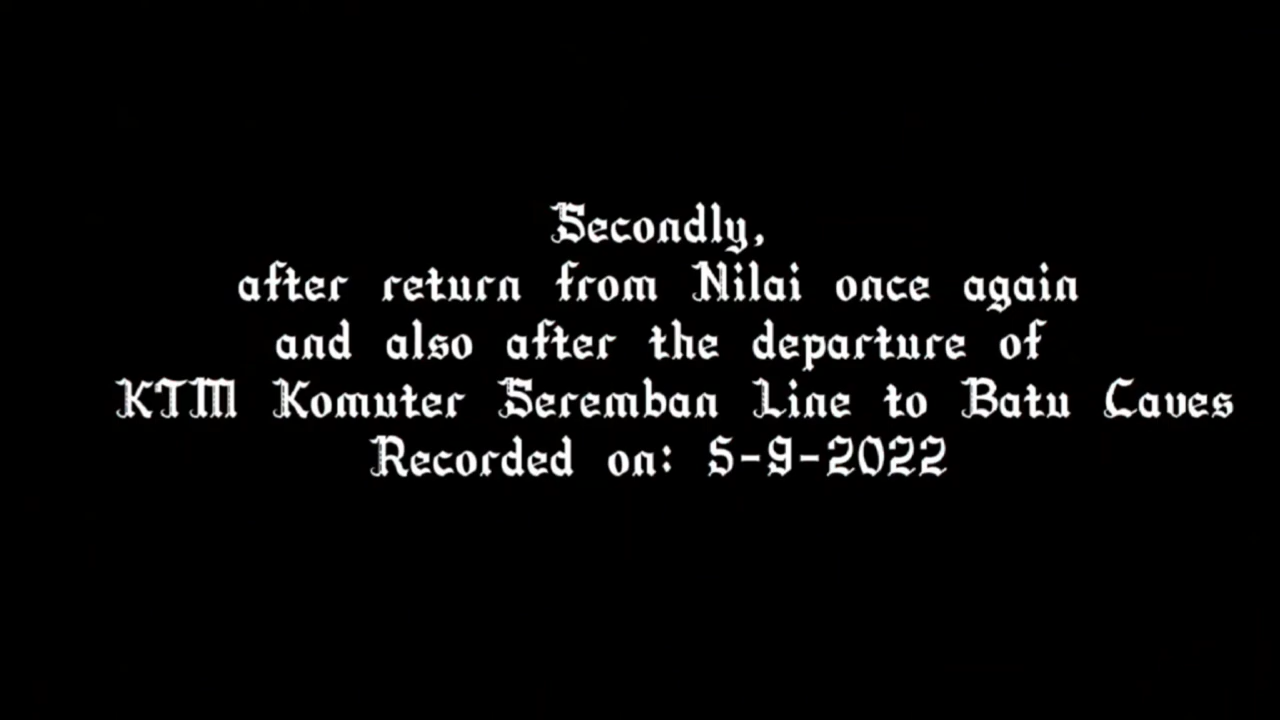 Secondly,
after return from Nilai once again
and also after the departure of
KTM Komuter Seremban Line to Batu Caves
Recorded on: 5-9-2022